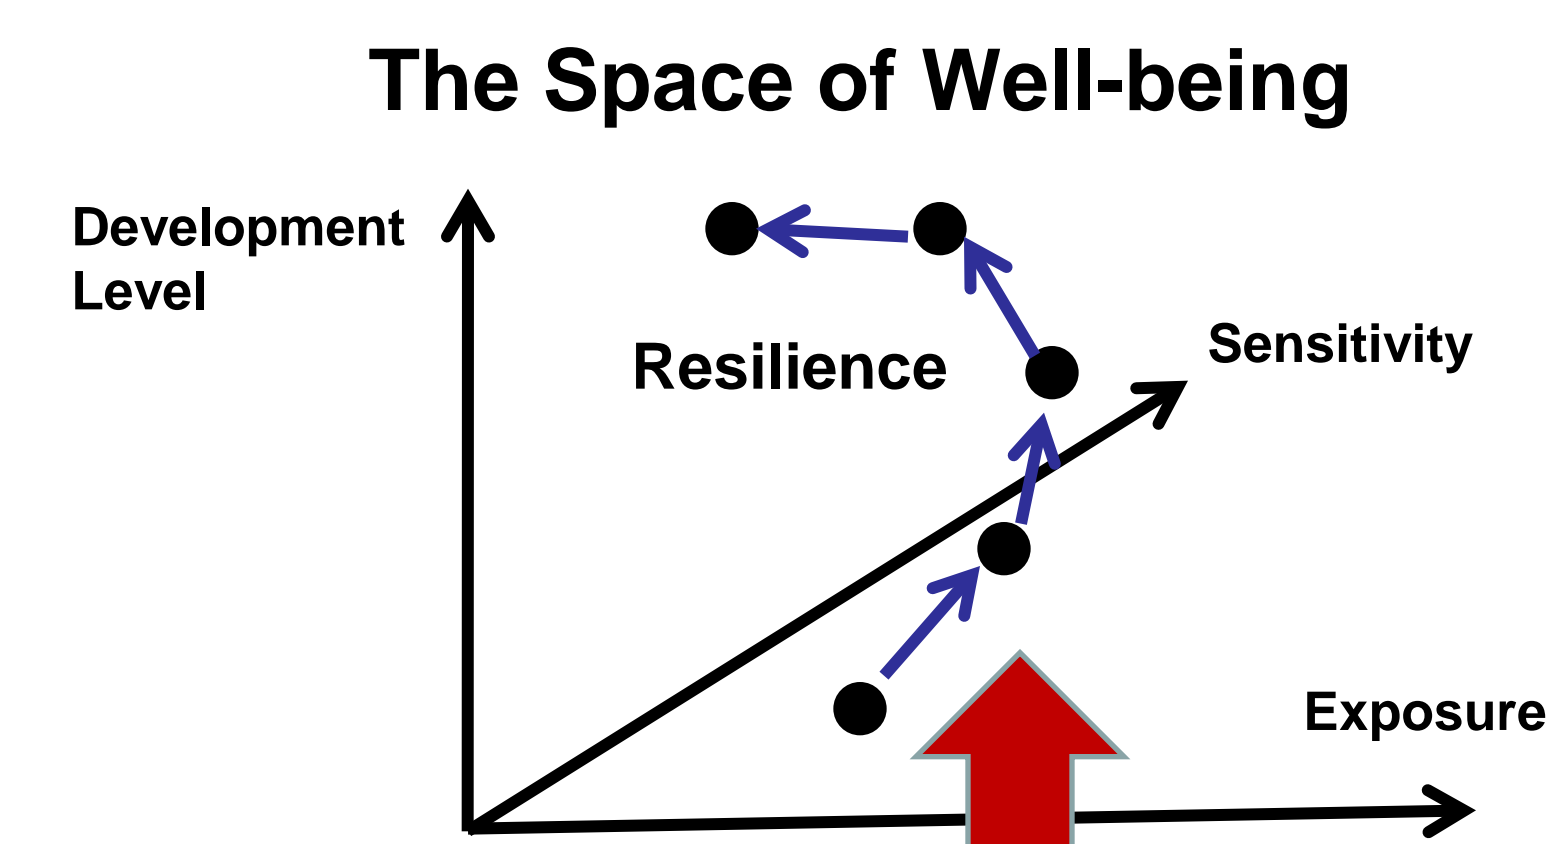 The Space of Well-being
Development
Level
Resilience
Sensitivity
Exposure